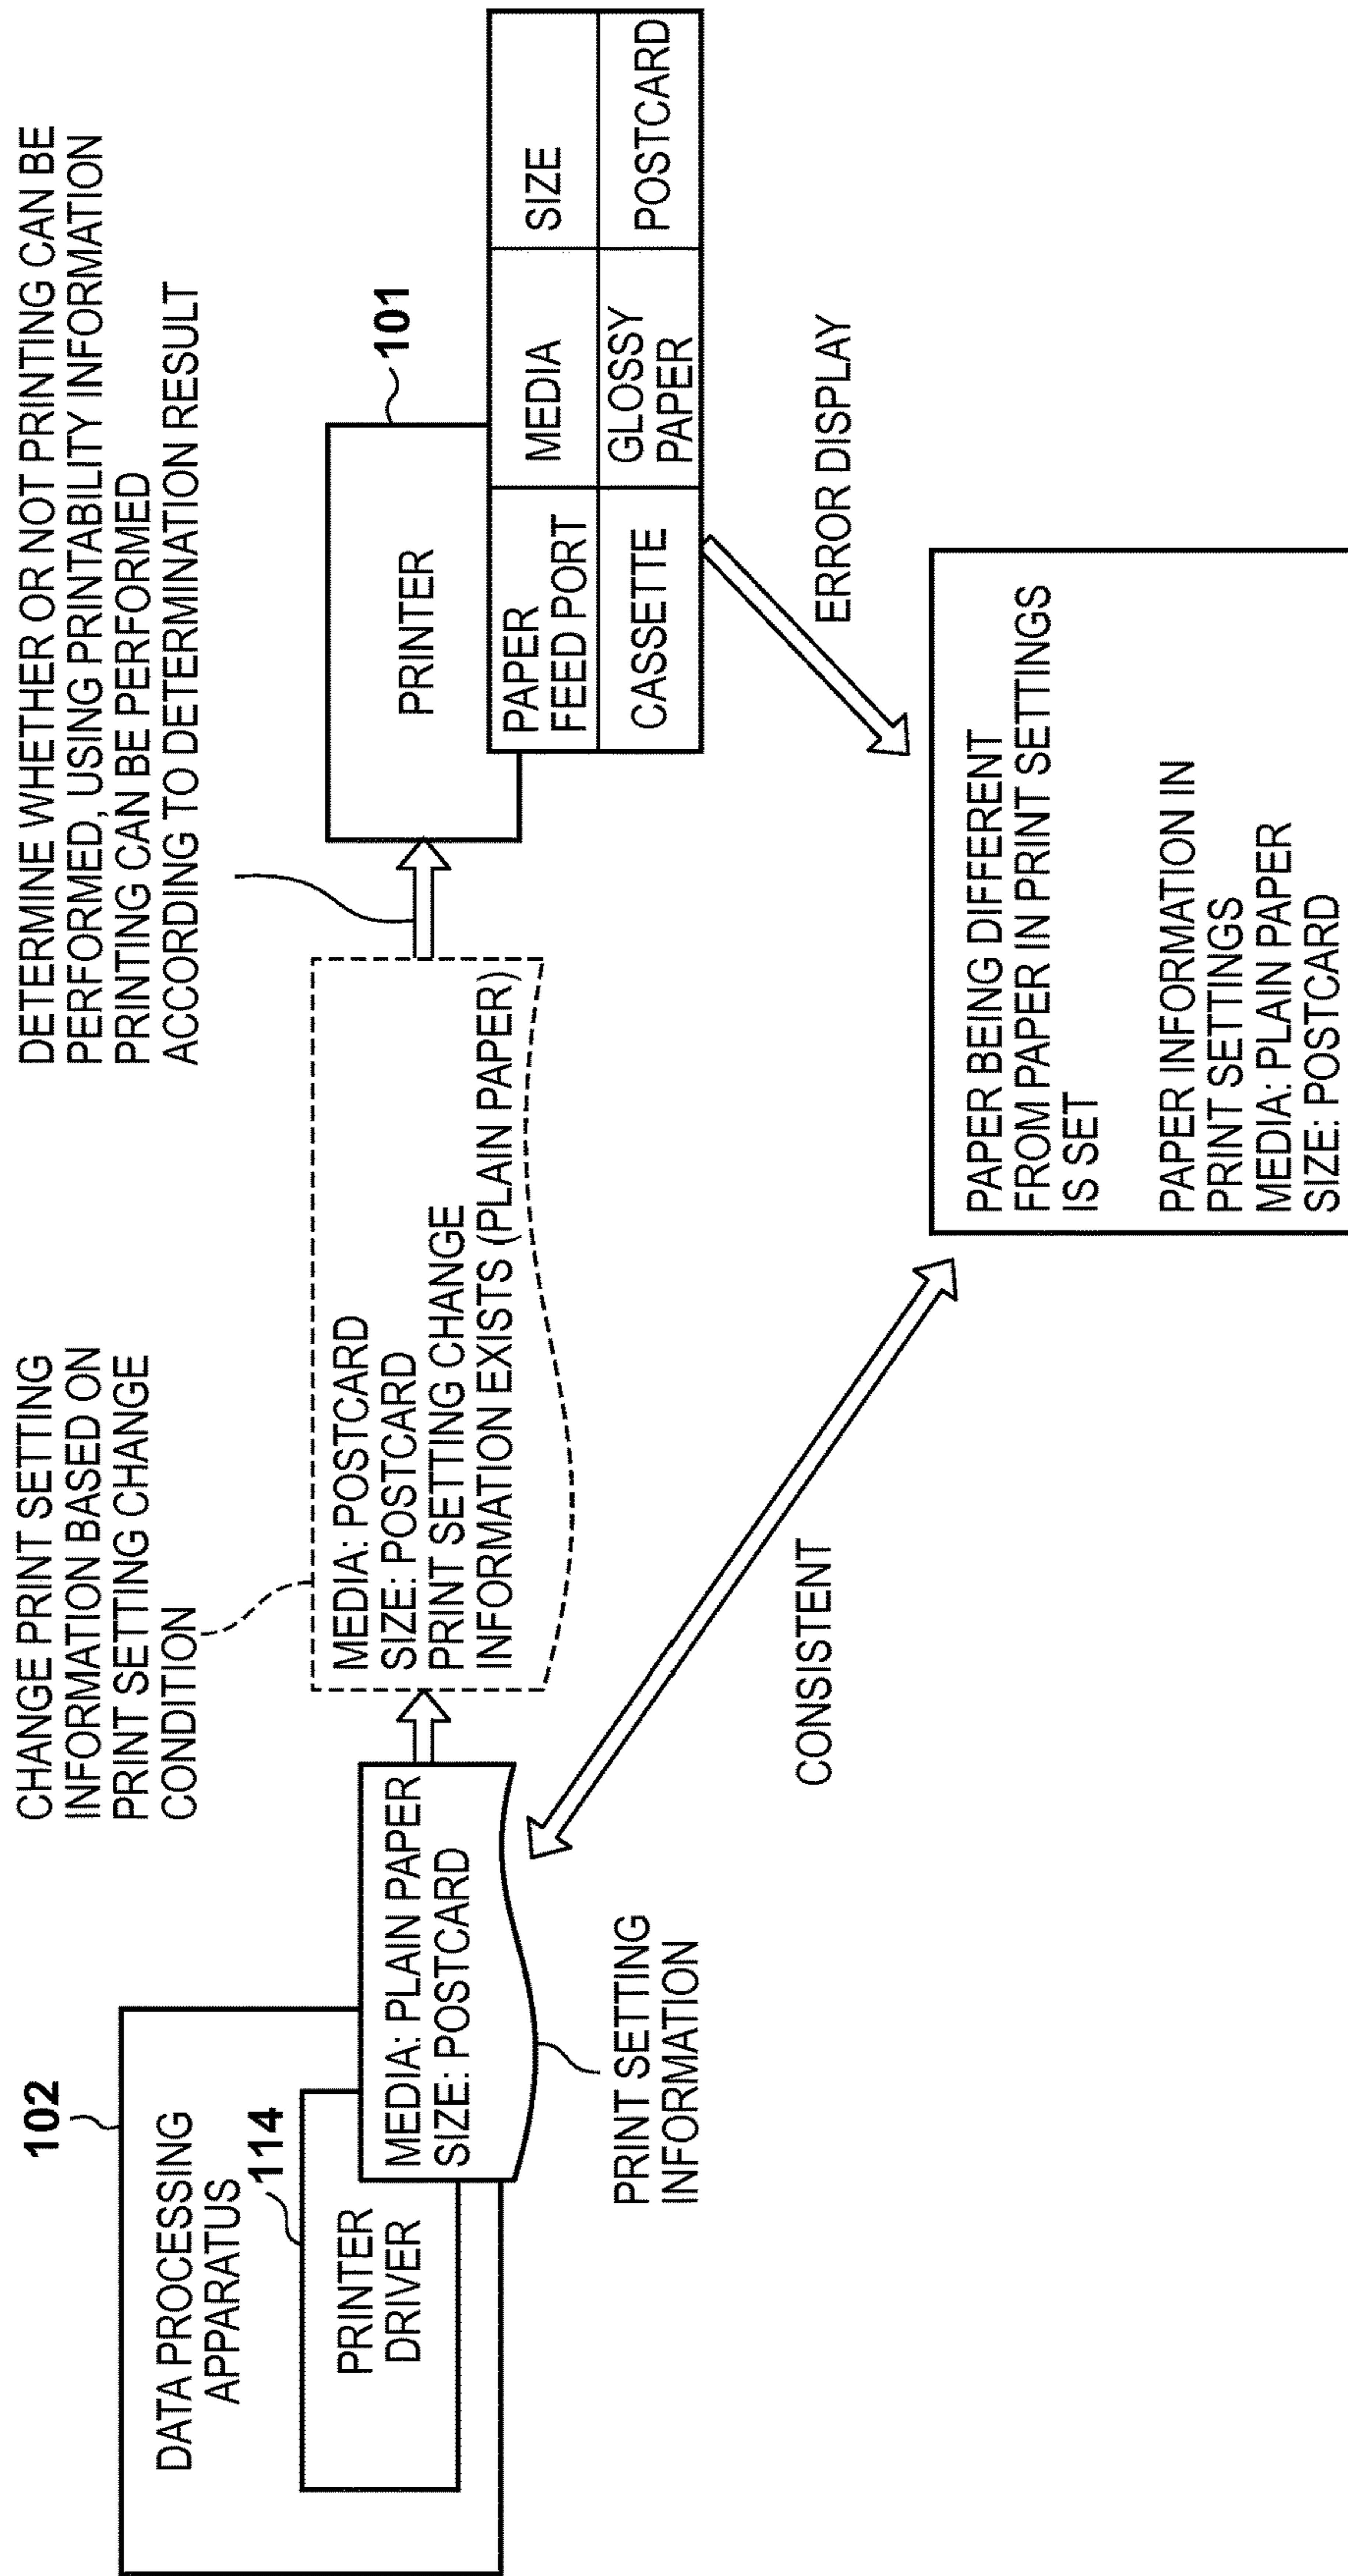 102
DATA PROCESSING
APPARATUS
114
PRINTER
DRIVER
MEDIA: PLAIN PAPER
SIZE: POSTCARD
PRINT SETTING
INFORMATION
CHANGE PRINT SETTING
INFORMATION BASED ON
PRINT SETTING CHANGE
CONDITION
MEDIA: POSTCARD
SIZE: POSTCARD
PRINT SETTING CHANGE
INFORMATION EXISTS (PLAIN PAPER)
DETERMINE WHETHER OR NOT PRINTING CAN BE
PERFORMED, USING PRINTABILITY INFORMATION
PRINTING CAN BE PERFORMED
ACCORDING TO DETERMINATION RESULT
PRINTER
101
PAPER
FEED PORT
MEDIA
SIZE
CASSETTE
GLOSSY
PAPER
POSTCARD
ERROR DISPLAY
CONSISTENT
PAPER BEING DIFFERENT
FROM PAPER IN PRINT SETTINGS
IS SET
PAPER INFORMATION IN
PRINT SETTINGS
MEDIA: PLAIN PAPER
SIZE: POSTCARD